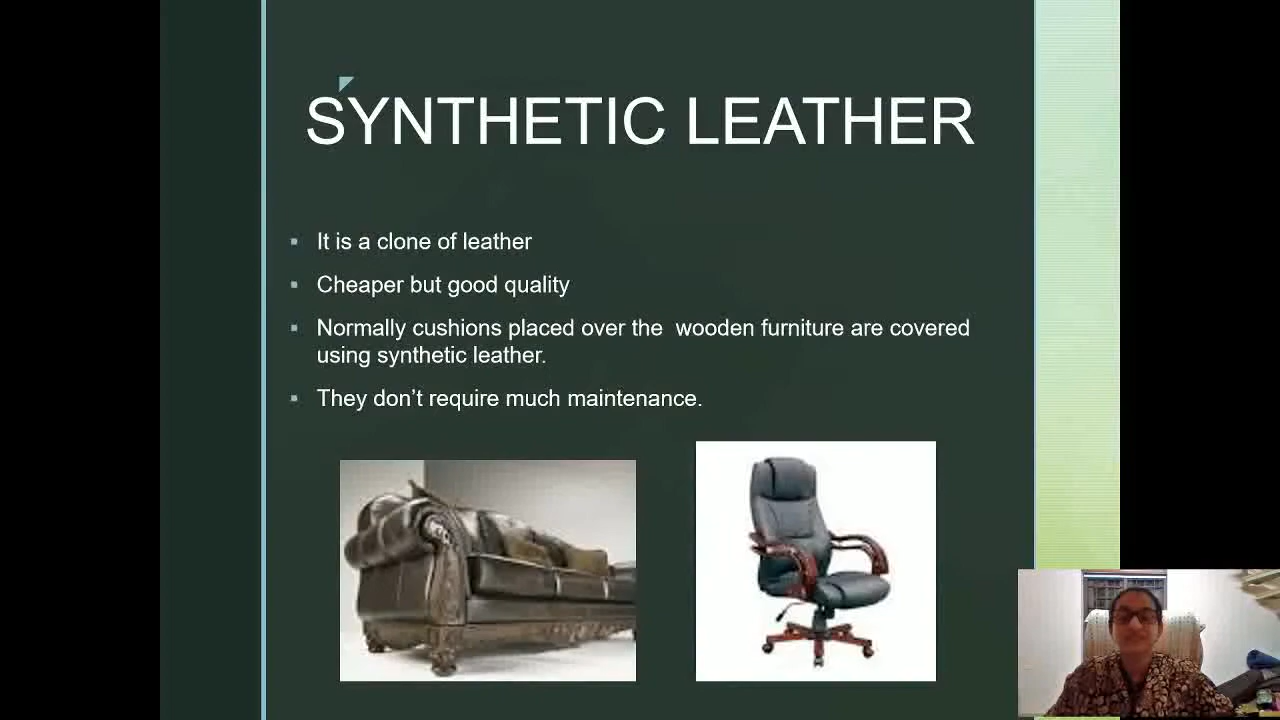 SYNTHETIC LEATHER
It is a clone of leather
Cheaper but good quality
Normally cushions placed over the  wooden furniture are covered
using synthetic leather.
They don’t require much maintenance.